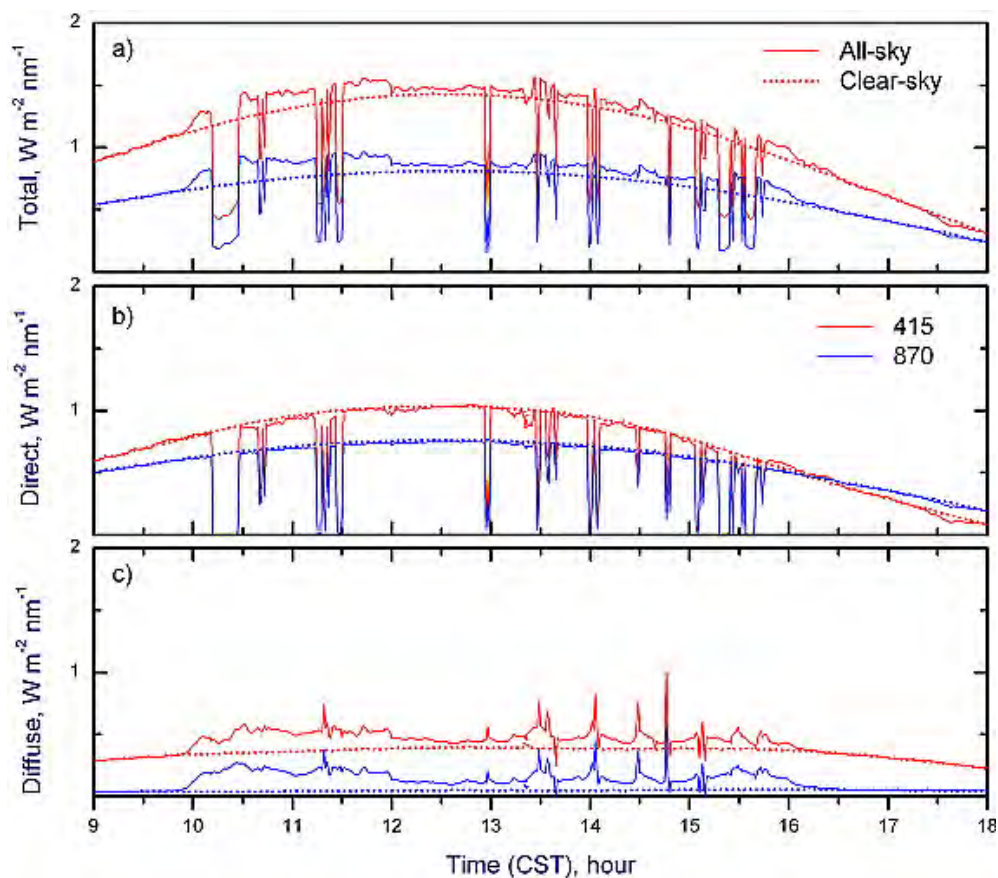 2
a)
All-sky
Clear-sky
1
Total, W m-2 nm-1
2
b)
415
870
1
Direct, W m-2 nm-1
2
c)
1
Diffuse, W m-2 nm-1
9 10 11 12 13 14 15 16 17 18
Time (CST), hour